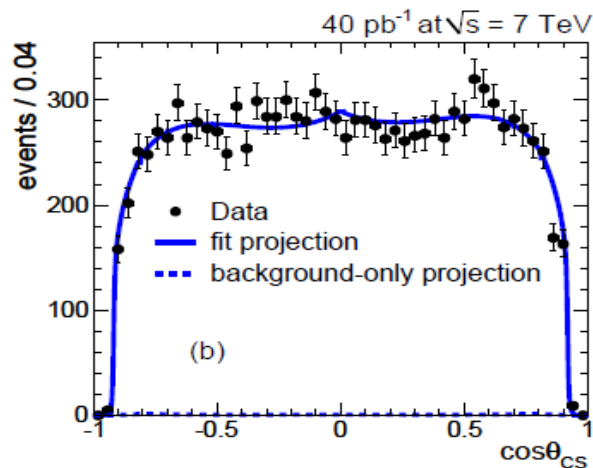 40 pb-1 at √s = 7 TeV
events / 0.04
300
200
100
0
Data
fit projection
background-only projection
(b)
-1 -0.5 0 0.5 1
cosθCS